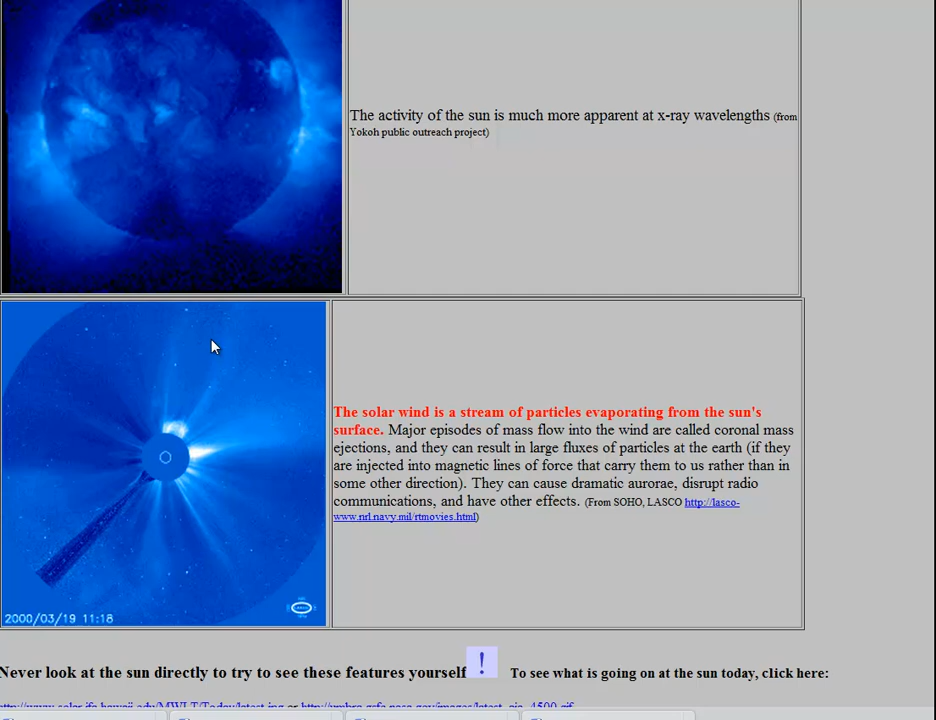 The activity of the sun is much more apparent at x-ray wavelengths (from
Yokoh public outreach project)
The solar wind is a stream of particles evaporating from the sun's
surface. Major episodes of mass flow into the wind are called coronal mass
ejections, and they can result in large fluxes of particles at the earth (if they
are injected into magnetic lines of force that carry them to us rather than in
some other direction). They can cause dramatic aurorae, disrupt radio
communications, and have other effects. (From SOHO, LASCO http://lasco-
www.nrl.navy.mil/rtmovies.html)
2000/03/19 11:18
Never look at the sun directly to try to see these features yourself ! To see what is going on at the sun today, click here: